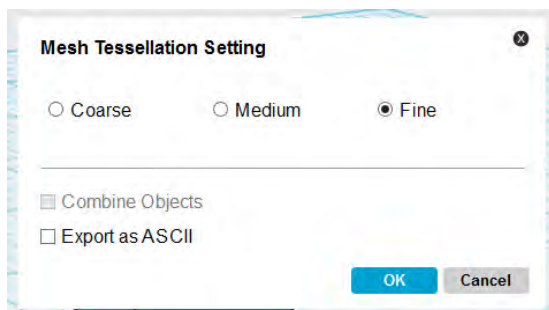 Mesh Tessellation Setting
Coarse Medium Fine
Combine Objects
Export as ASCII
OK Cancel